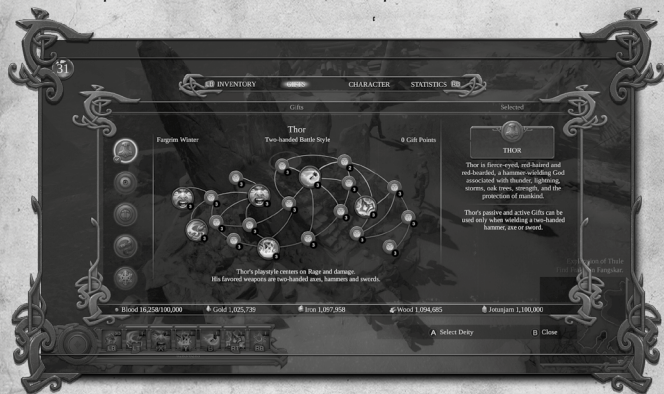 31
INVENTORY
GIFTS
CHARACTER
STATISTICS
Gifts
Selected
Thor
Fargrim Winter
Two-handed Battle Style
0 Gift Points
THOR
Thor is fierce-eyed, red-haired and
red-bearded, a hammer-wielding God
associated with thunder, lightning,
storms, oak trees, strength, and the
protection of mankind.
Thor's passive and active Gifts can be
used only when wielding a two-handed
hammer, axe or sword.
Thor's playstyle centers on Rage and damage.
His favored weapons are two-handed axes, hammers and swords.
Blood 16,258/100,000
Gold 1,025,739
Iron 1,097,958
Wood 1,094,685
Jotunjarn 1,100,000
A Select Deity
B Close